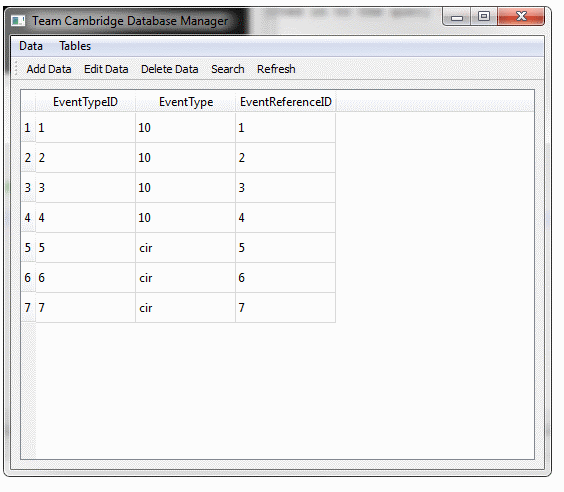 Team Cambridge Database Manager
Data Tables
Add Data Edit Data Delete Data Search Refresh
EventTypeID EventType EventReferenceID
1 1 10 1
2 2 10 2
3 3 10 3
4 4 10 4
5 5 cir 5
6 6 cir 6
7 7 cir 7